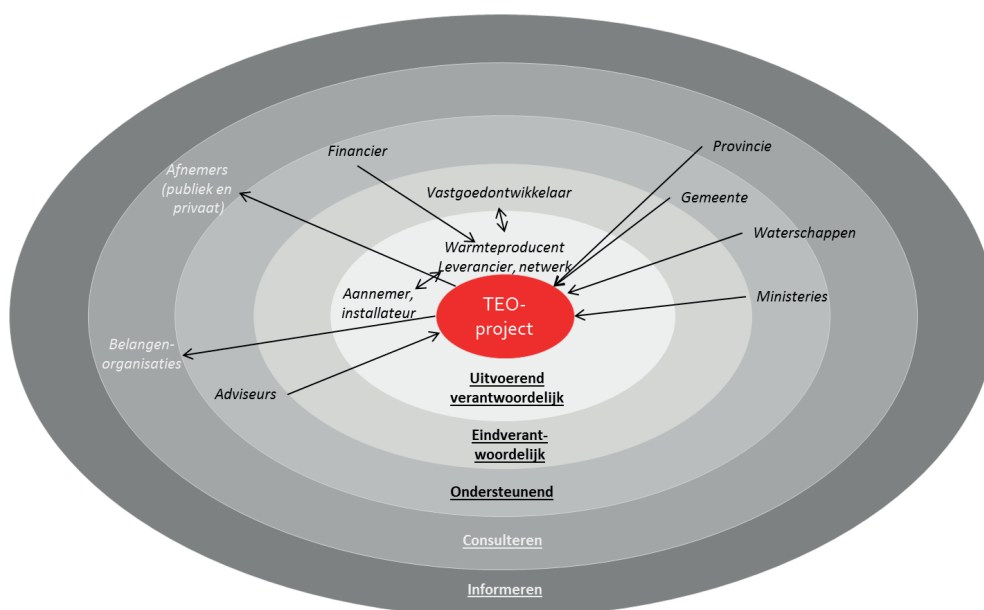 Financier
Provincie
Afnemers
(publiek en
privaat)
Vastgoedontwikkelaar
Gemeente
Waterschappen
Warmteproducent
Leverancier, netwerk
Aannemer,
installateur
Ministeries
TEO-
project
Belangen-
organisaties
Adviseurs
Uitvoerend
verantwoordelijk
Eindverant-
woordelijk
Ondersteunend
Consulteren
Informeren